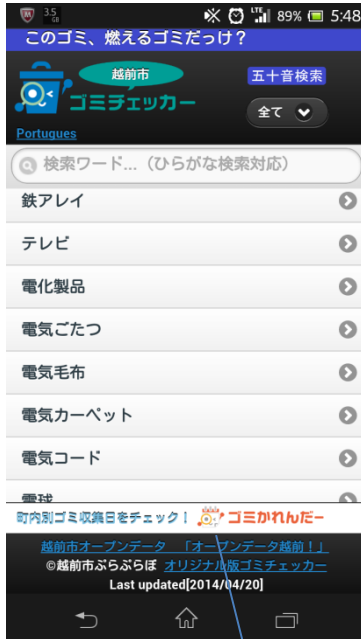 3.5
GB
LTE
89%
5:48
このゴミ、燃えるゴミだっけ？
越前市
ゴミチェッカー
五十音検索
全て
Portugues
検索ワード...（ひらがな検索対応）
鉄アレイ
テレビ
電化製品
電気ごたつ
電気毛布
電気カーペット
電気コード
電球
町内別ゴミ収集日をチェック！ ゴミかれんだー
越前市オープンデータ 「オープンデータ越前！」
©越前市ぷらぷらぼ オリジナル版ゴミチェッカー
Last updated[2014/04/20]